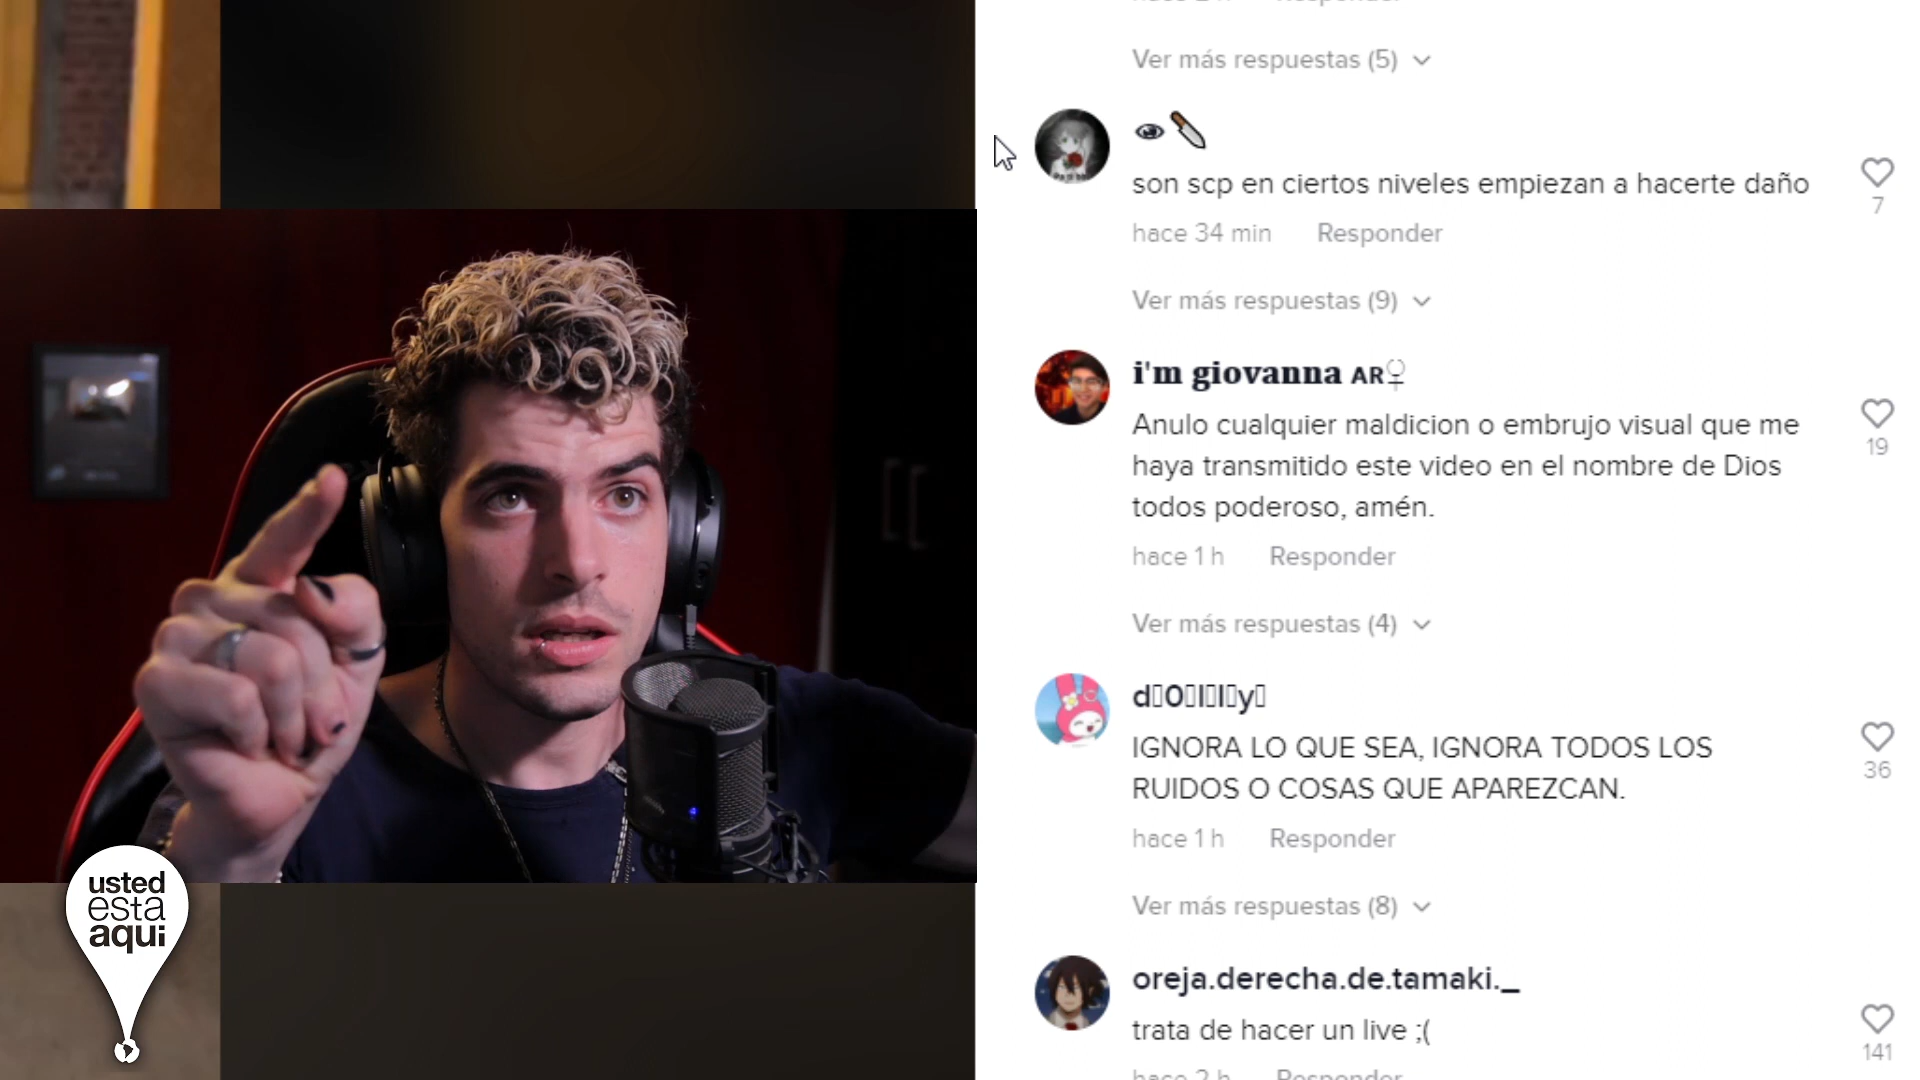 Ver más respuestas (5)
son scp en ciertos niveles empiezan a hacerte daño
7
hace 34 min Responder
Ver más respuestas (9)
i'm giovanna AR♀
Anulo cualquier maldicion o embrujo visual que me
haya transmitido este video en el nombre de Dios
todos poderoso, amén.
19
hace 1 h Responder
Ver más respuestas (4)
d▯0▯l▯l▯y▯
IGNORA LO QUE SEA, IGNORA TODOS LOS
RUIDOS O COSAS QUE APAREZCAN.
36
hace 1 h Responder
Ver más respuestas (8)
oreja.derecha.de.tamaki._
trata de hacer un live ;(
141
hace 2 h Responder
usted
esta
aqui